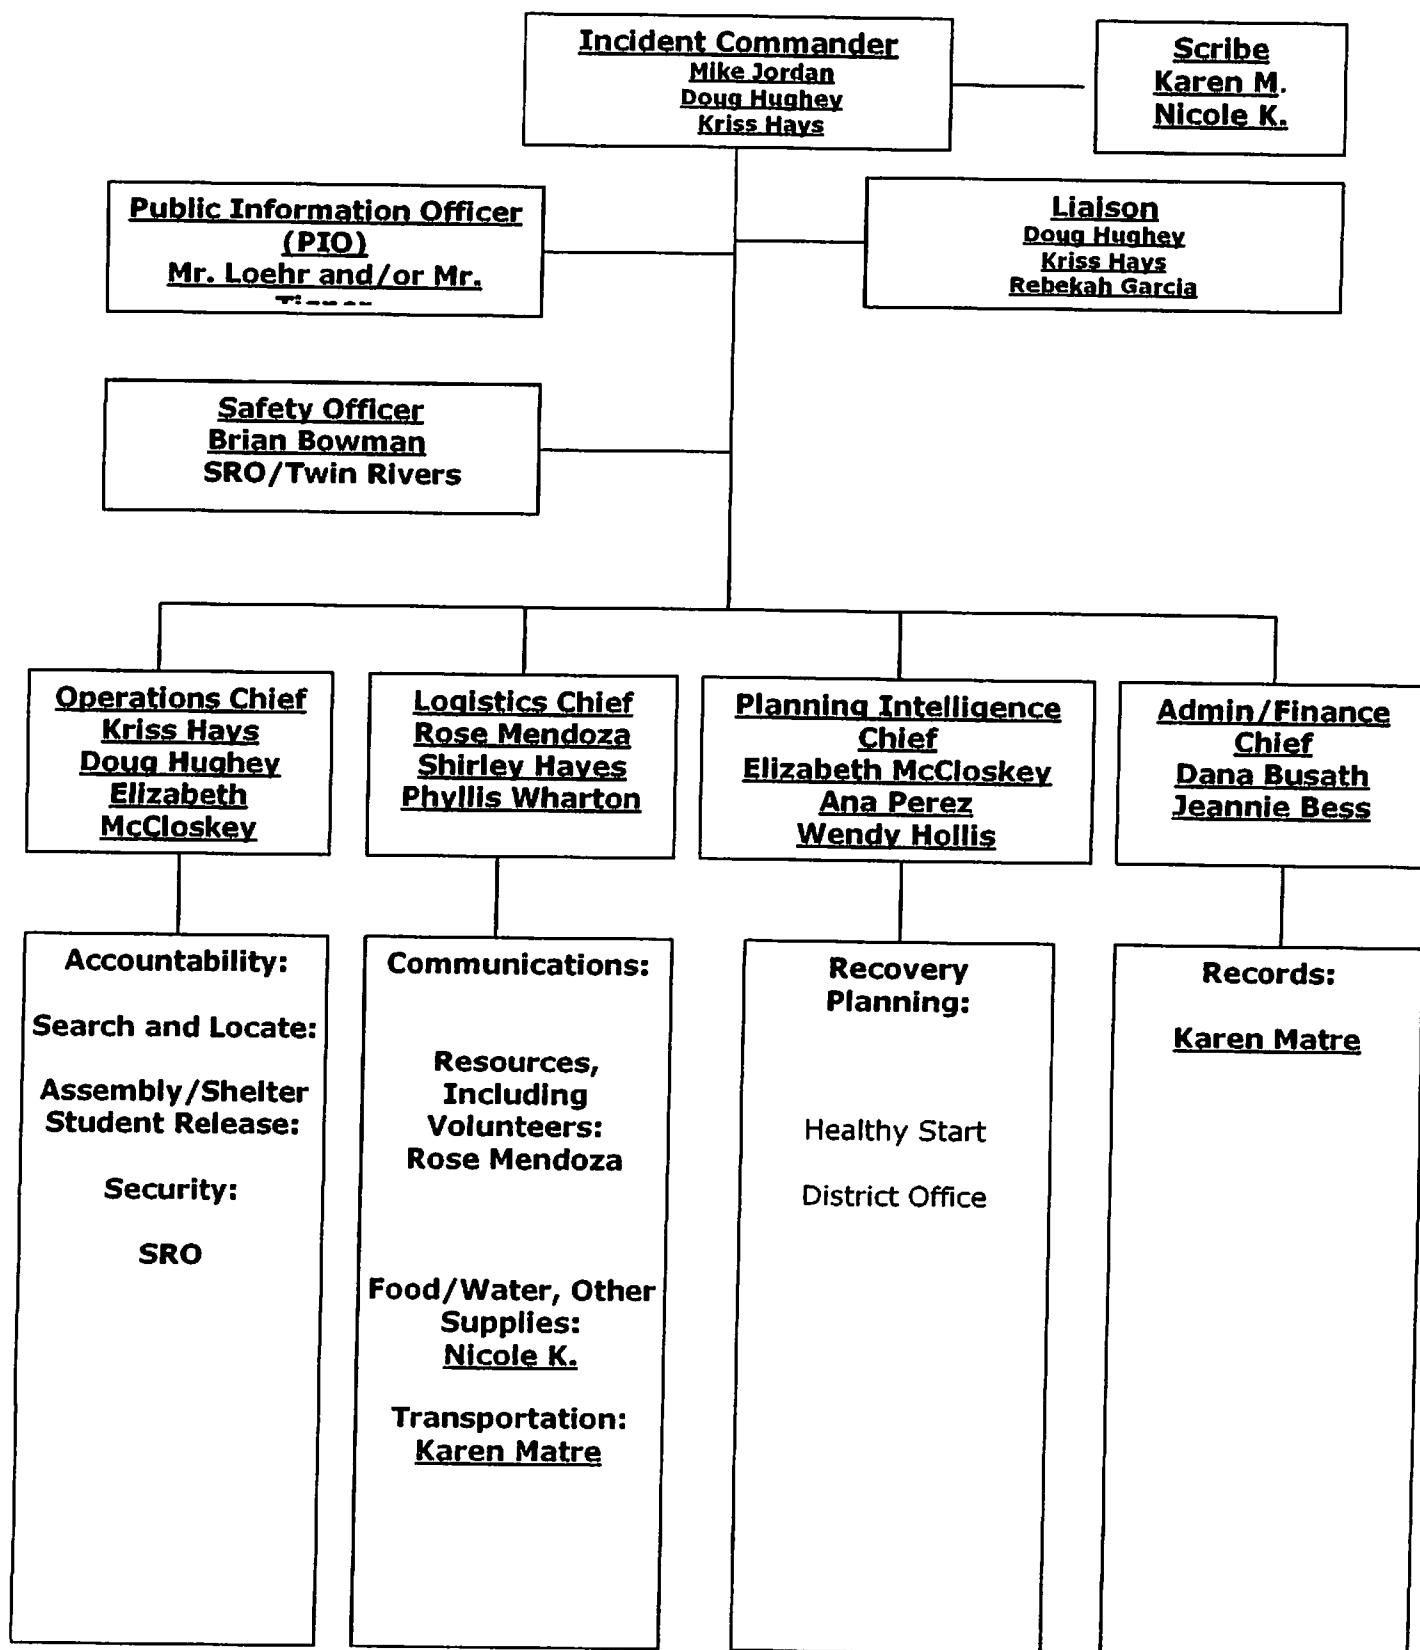 Incident Commander
Mike Jordan
Doug Hughey
Kriss Hays
Scribe
Karen M.
Nicole K.
Public Information Officer
(PIO)
Mr. Loehr and/or Mr.
Liaison
Doug Hughey
Kriss Hays
Rebekah Garcia
Safety Officer
Brian Bowman
SRO/Twin Rivers
Operations Chief
Kriss Hays
Doug Hughey
Elizabeth
McCloskey
Logistics Chief
Rose Mendoza
Shirley Hayes
Phyllis Wharton
Planning Intelligence
Chief
Elizabeth McCloskey
Ana Perez
Wendy Hollis
Admin/Finance
Chief
Dana Busath
Jeannie Bess
Accountability:
Search and Locate:
Assembly/Shelter
Student Release:
Security:
SRO
Communications:
Resources,
Including
Volunteers:
Rose Mendoza
Food/Water, Other
Supplies:
Nicole K.
Transportation:
Karen Matre
Recovery
Planning:
Healthy Start
District Office
Records:
Karen Matre